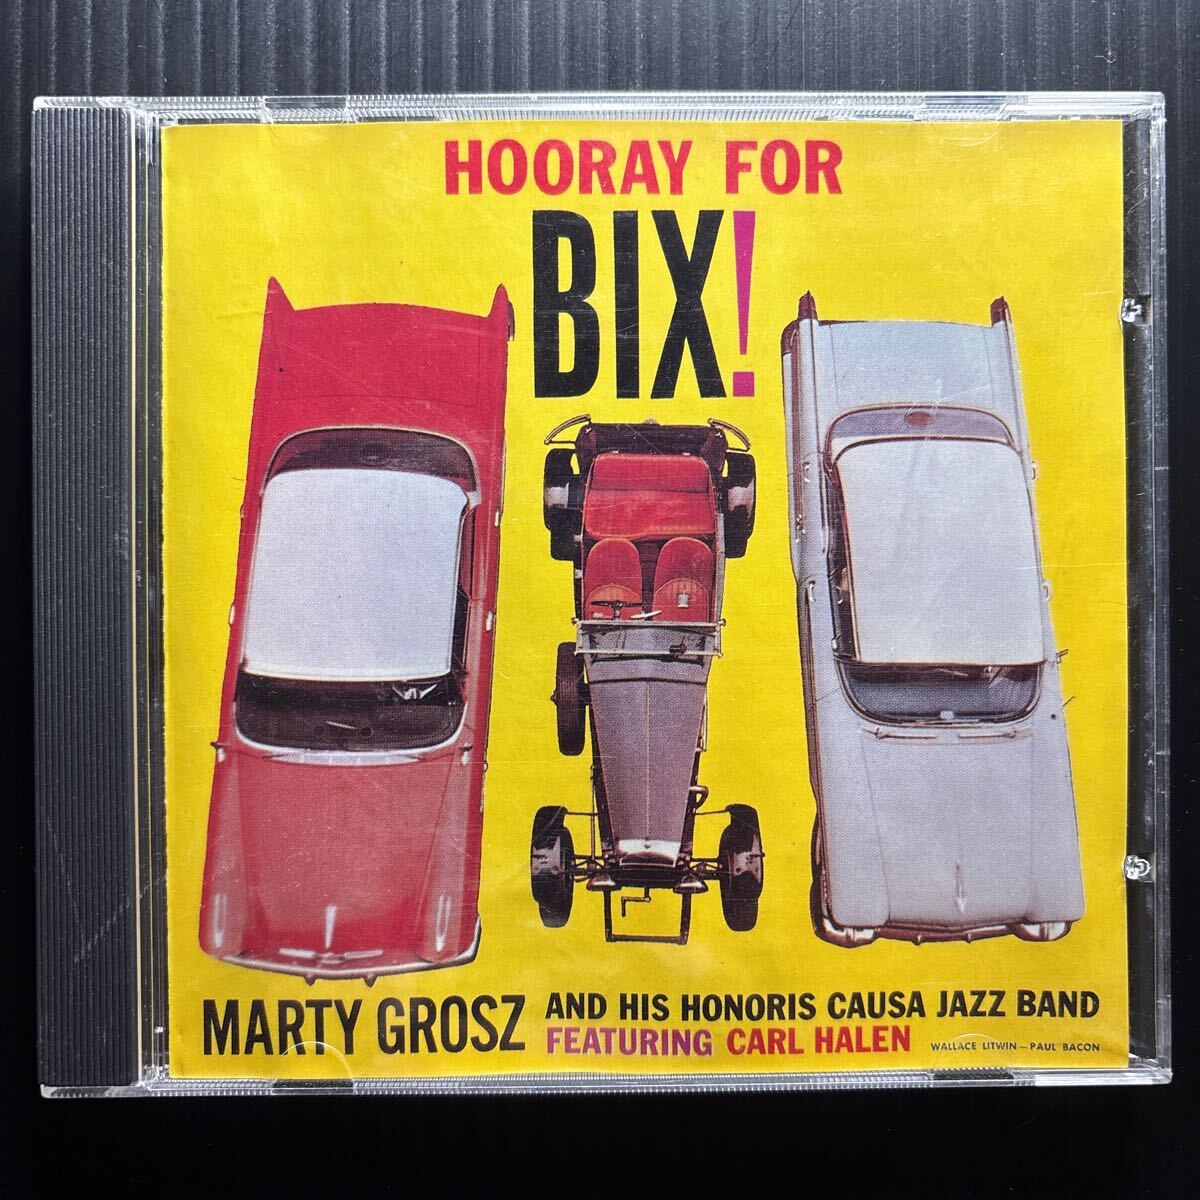 HOORAY FOR
BIX!
MARTY GROSZ AND HIS HONORIS CAUSA JAZZ BAND
FEATURING CARL HALEN
WALLACE LITWIN — PAUL BACON